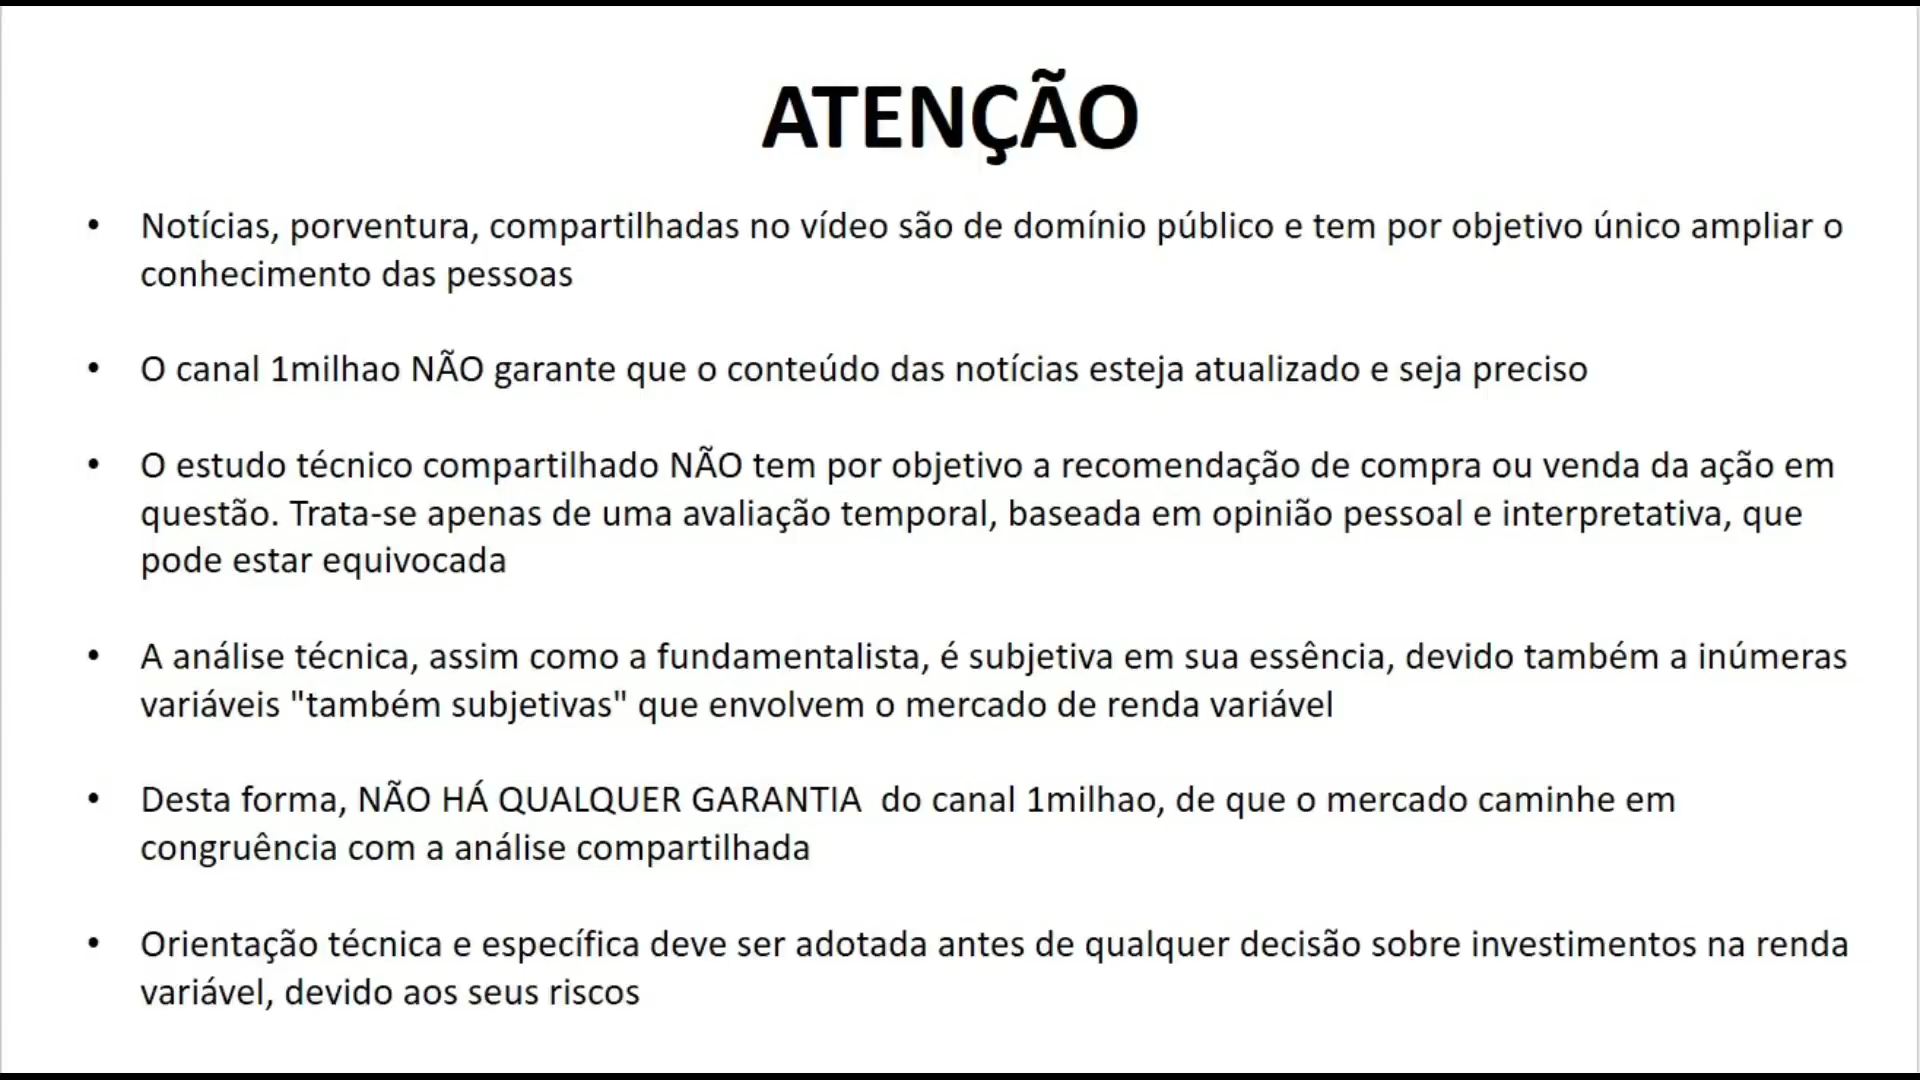 ATENÇÃO
• Notícias, porventura, compartilhadas no vídeo são de domínio público e tem por objetivo único ampliar o
conhecimento das pessoas
• O canal 1milhao NÃO garante que o conteúdo das notícias esteja atualizado e seja preciso
• O estudo técnico compartilhado NÃO tem por objetivo a recomendação de compra ou venda da ação em
questão. Trata-se apenas de uma avaliação temporal, baseada em opinião pessoal e interpretativa, que
pode estar equivocada
• A análise técnica, assim como a fundamentalista, é subjetiva em sua essência, devido também a inúmeras
variáveis "também subjetivas" que envolvem o mercado de renda variável
• Desta forma, NÃO HÁ QUALQUER GARANTIA  do canal 1milhao, de que o mercado caminhe em
congruência com a análise compartilhada
• Orientação técnica e específica deve ser adotada antes de qualquer decisão sobre investimentos na renda
variável, devido aos seus riscos